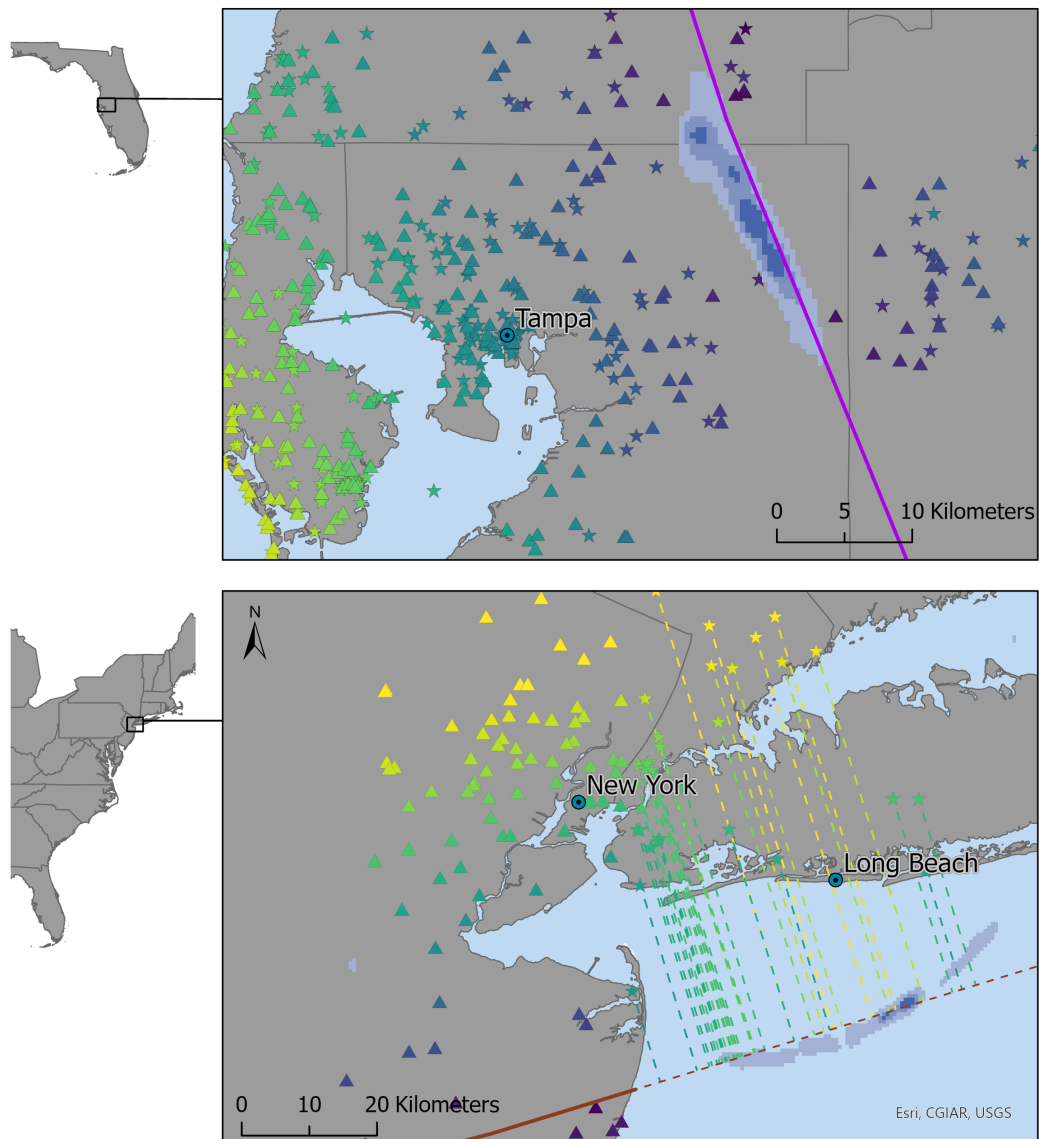 Tampa
0 5 10 Kilometers
N
New York
Long Beach
0 10 20 Kilometers
Esri, CGIAR, USGS